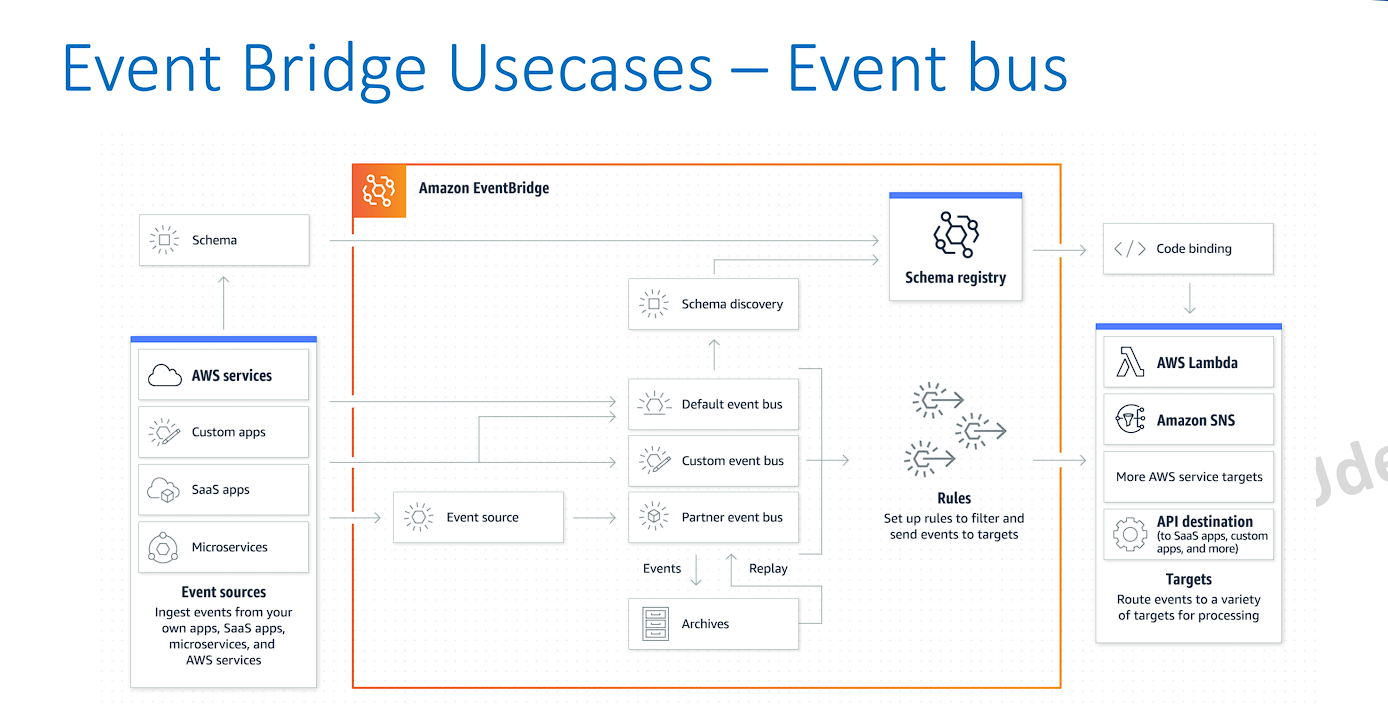 Event Bridge Usecases – Event bus
Amazon EventBridge
Schema
Schema registry
Code binding
Schema discovery
AWS services
Custom apps
SaaS apps
Microservices
Event sources
Ingest events from your
own apps, SaaS apps,
microservices, and
AWS services
Event source
Default event bus
Custom event bus
Partner event bus
Events
Replay
Archives
Rules
Set up rules to filter and
send events to targets
AWS Lambda
Amazon SNS
More AWS service targets
API destination
(to SaaS apps, custom
apps, and more)
Targets
Route events to a variety
of targets for processing